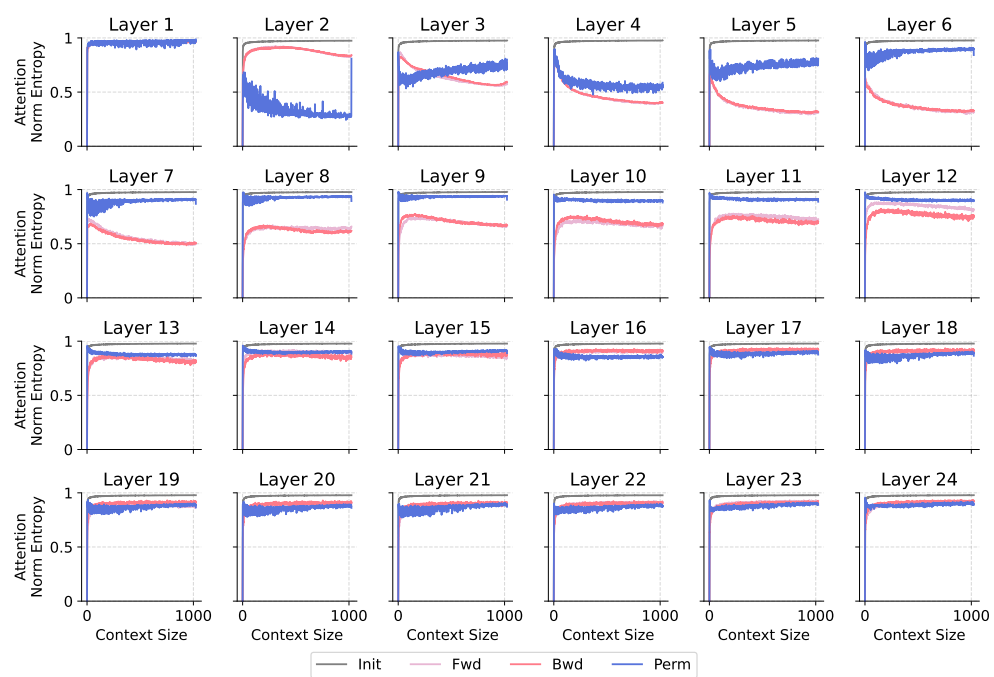 Layer 1 Layer 2 Layer 3 Layer 4 Layer 5 Layer 6
1
0.5
0
Attention
Norm Entropy
Layer 7 Layer 8 Layer 9 Layer 10 Layer 11 Layer 12
1
0.5
0
Attention
Norm Entropy
Layer 13 Layer 14 Layer 15 Layer 16 Layer 17 Layer 18
1
0.5
0
Attention
Norm Entropy
Layer 19 Layer 20 Layer 21 Layer 22 Layer 23 Layer 24
1
0.5
0
Attention
Norm Entropy
0 1000 0 1000 0 1000 0 1000 0 1000 0 1000
Context Size Context Size Context Size Context Size Context Size Context Size
Init Fwd Bwd Perm